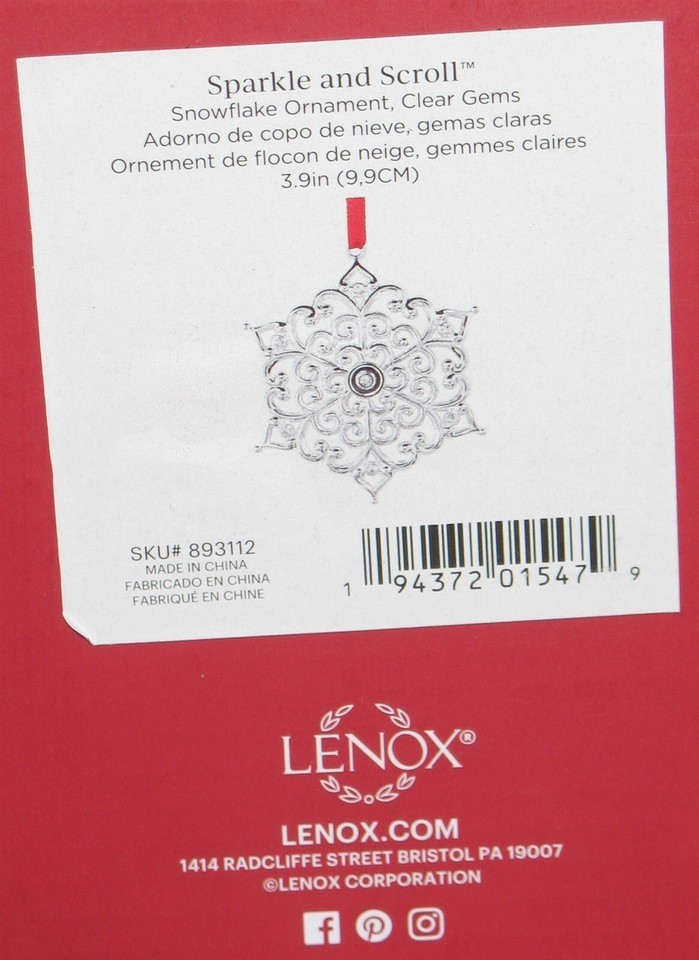 Sparkle and Scroll™
Snowflake Ornament, Clear Gems
Adorno de copo de nieve, gemas claras
Ornement de flocon de neige, gemmes claires
3.9in (9,9CM)
SKU# 893112
MADE IN CHINA
FABRICADO EN CHINA
FABRIQUÉ EN CHINE
1 94372 01547 9
LENOX®
LENOX.COM
1414 RADCLIFFE STREET BRISTOL PA 19007
©LENOX CORPORATION